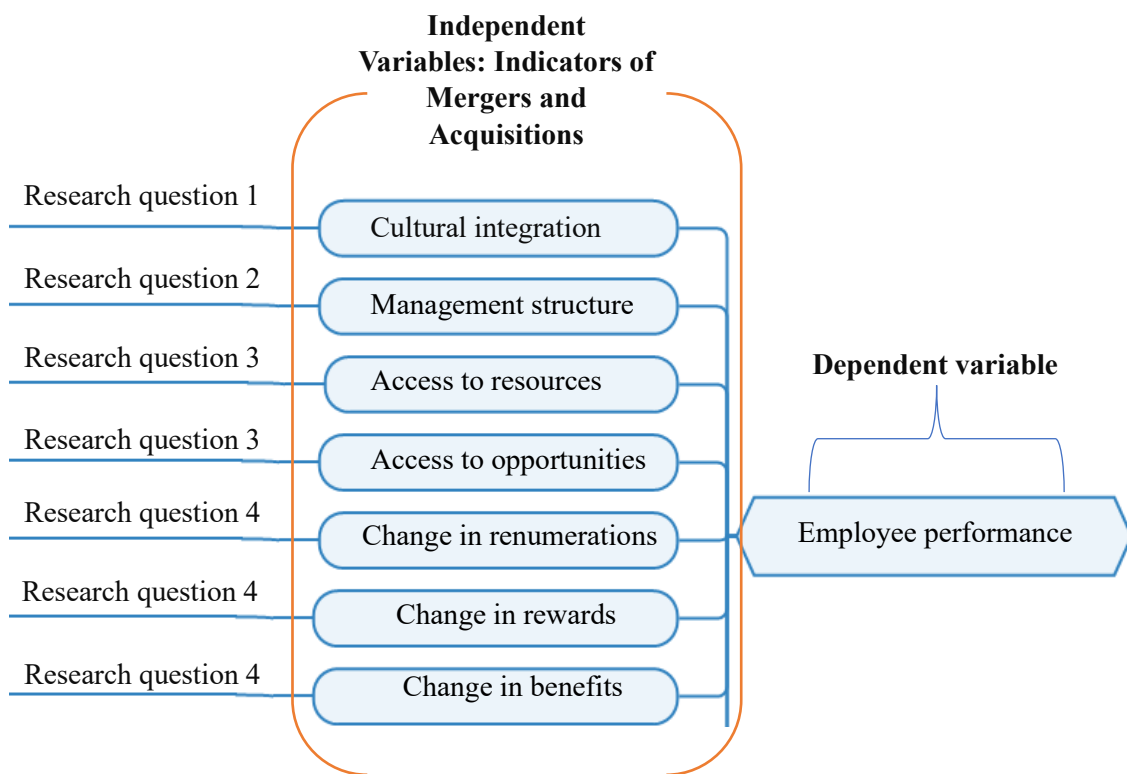 Independent
Variables: Indicators of
Mergers and
Acquisitions
Research question 1
Cultural integration
Research question 2
Management structure
Research question 3
Access to resources
Dependent variable
Research question 3
Access to opportunities
Research question 4
Change in renumerations
Employee performance
Research question 4
Change in rewards
Research question 4
Change in benefits